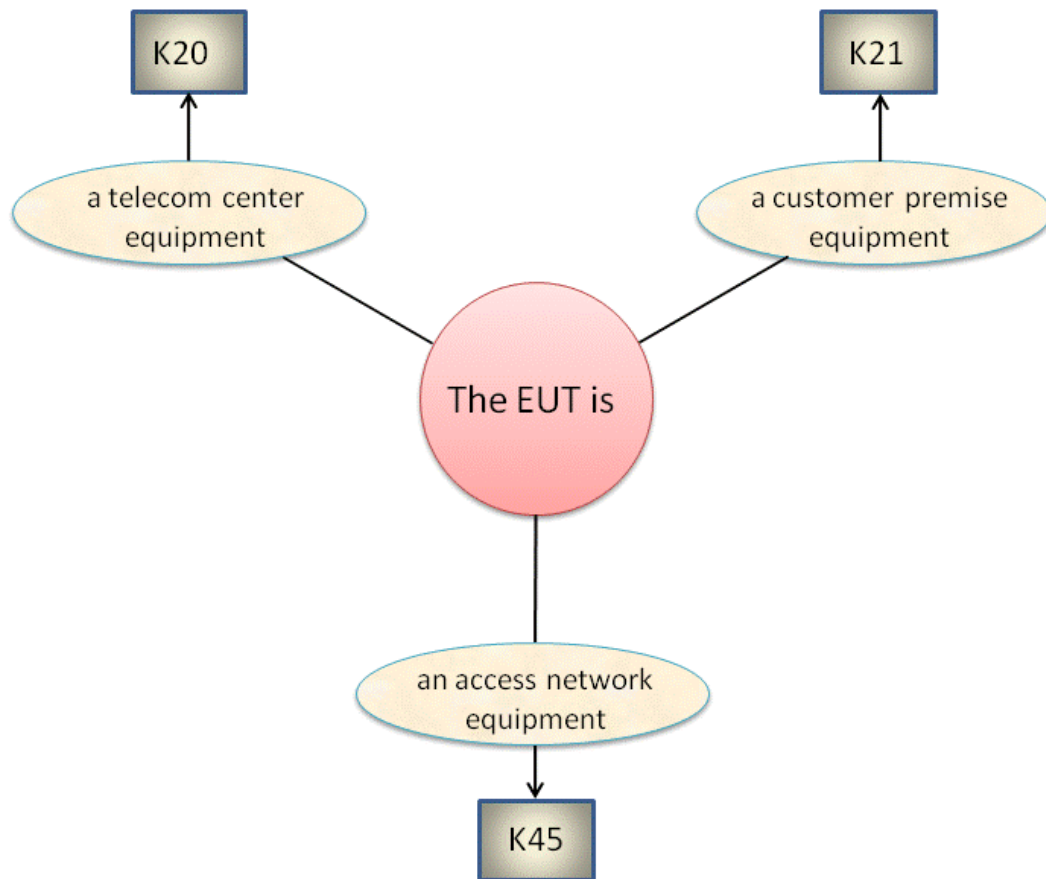 K20
K21
a telecom center
equipment
a customer premise
equipment
The EUT is
an access network
equipment
K45